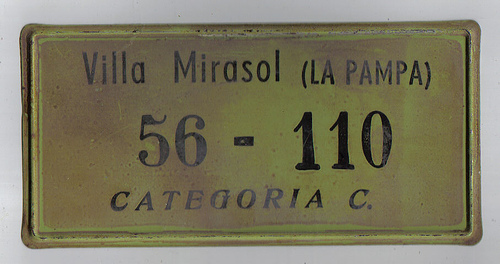 Villa Mirasol (LA PAMPA)
56 - 110
CATEGORIA C.